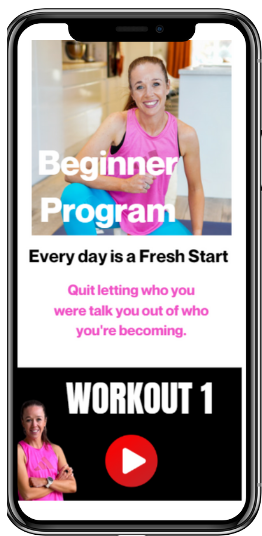 Beginner
Program
Every day is a Fresh Start
Quit letting who you
were talk you out of who
you're becoming.
WORKOUT 1